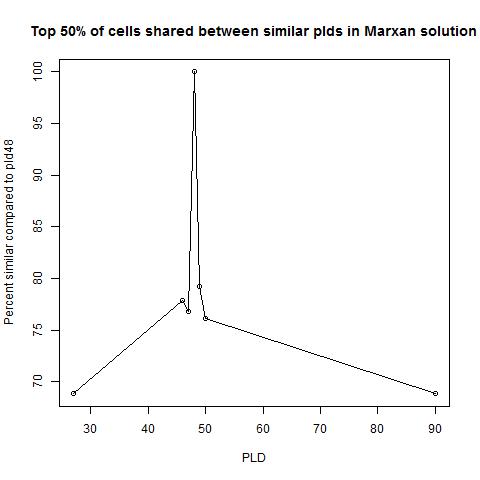 Top 50% of cells shared between similar plds in Marxan solution
Percent similar compared to pld48
100
95
90
85
80
75
70
30 40 50 60 70 80 90
PLD